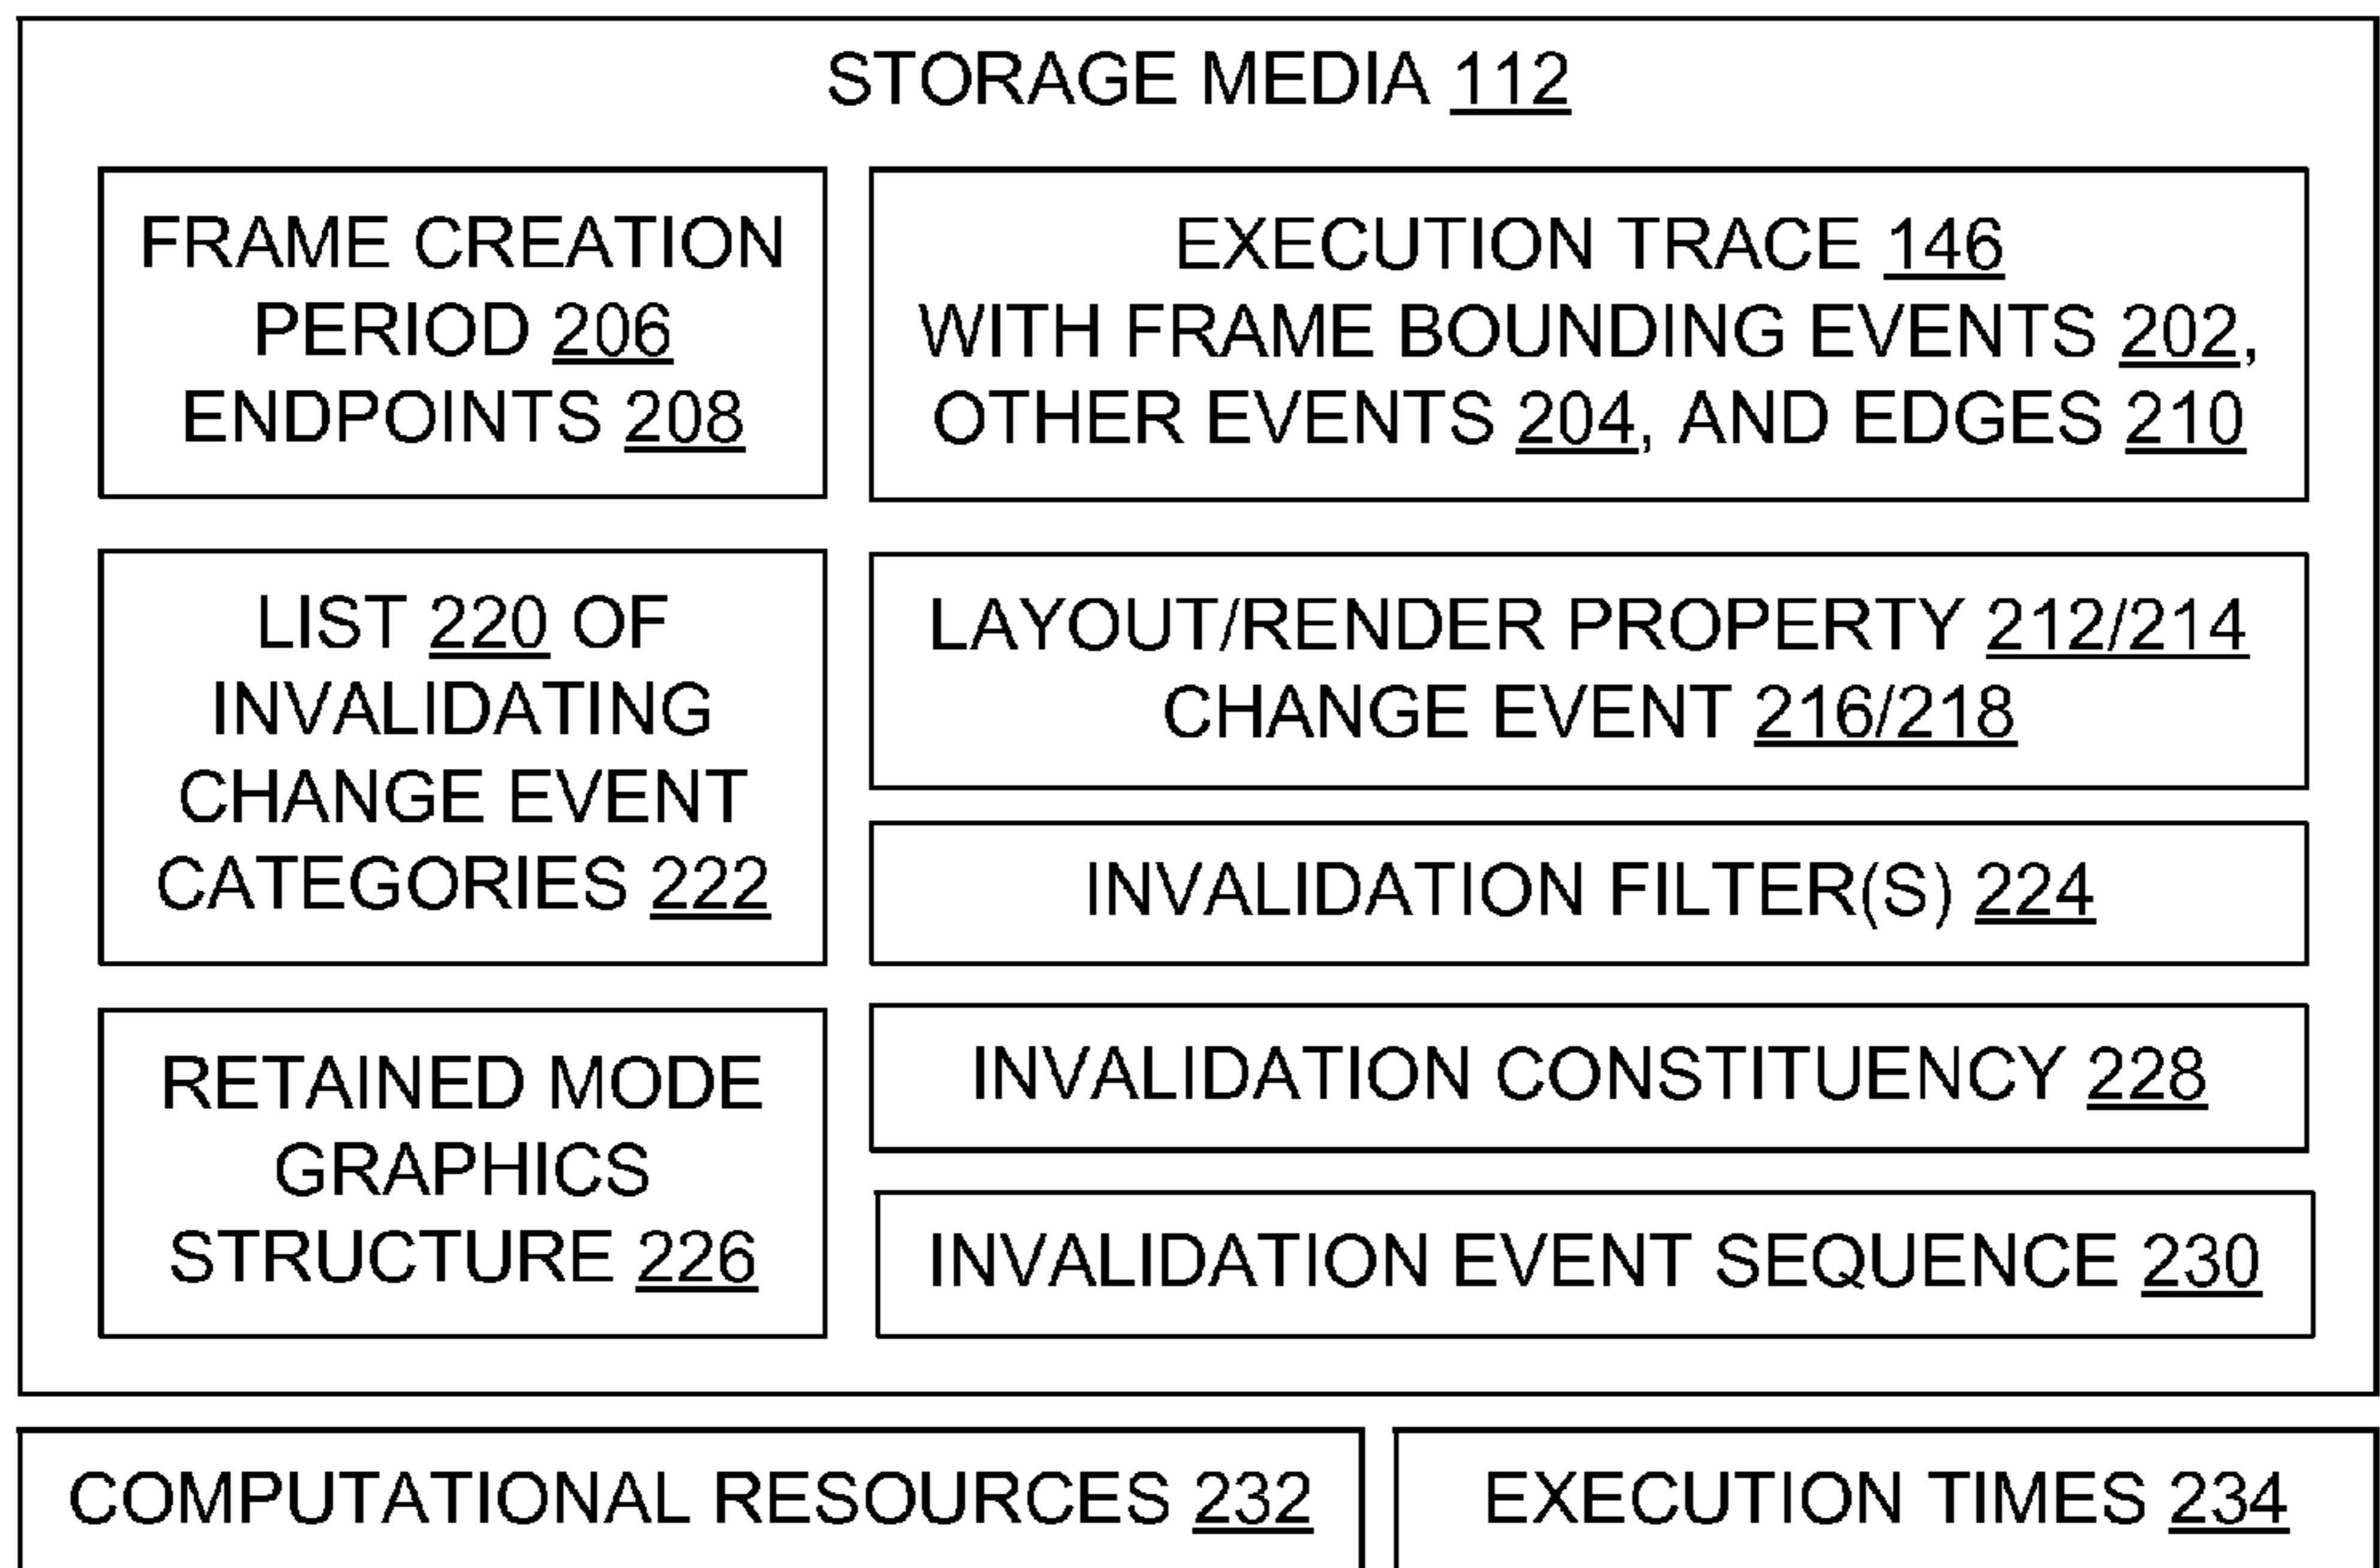 STORAGE MEDIA 112
FRAME CREATION
PERIOD 206
ENDPOINTS 208
EXECUTION TRACE 146
WITH FRAME BOUNDING EVENTS 202,
OTHER EVENTS 204, AND EDGES 210
LIST 220 OF
INVALIDATING
CHANGE EVENT
CATEGORIES 222
LAYOUT/RENDER PROPERTY 212/214
CHANGE EVENT 216/218
INVALIDATION FILTER(S) 224
RETAINED MODE
GRAPHICS
STRUCTURE 226
INVALIDATION CONSTITUENCY 228
INVALIDATION EVENT SEQUENCE 230
COMPUTATIONAL RESOURCES 232
EXECUTION TIMES 234